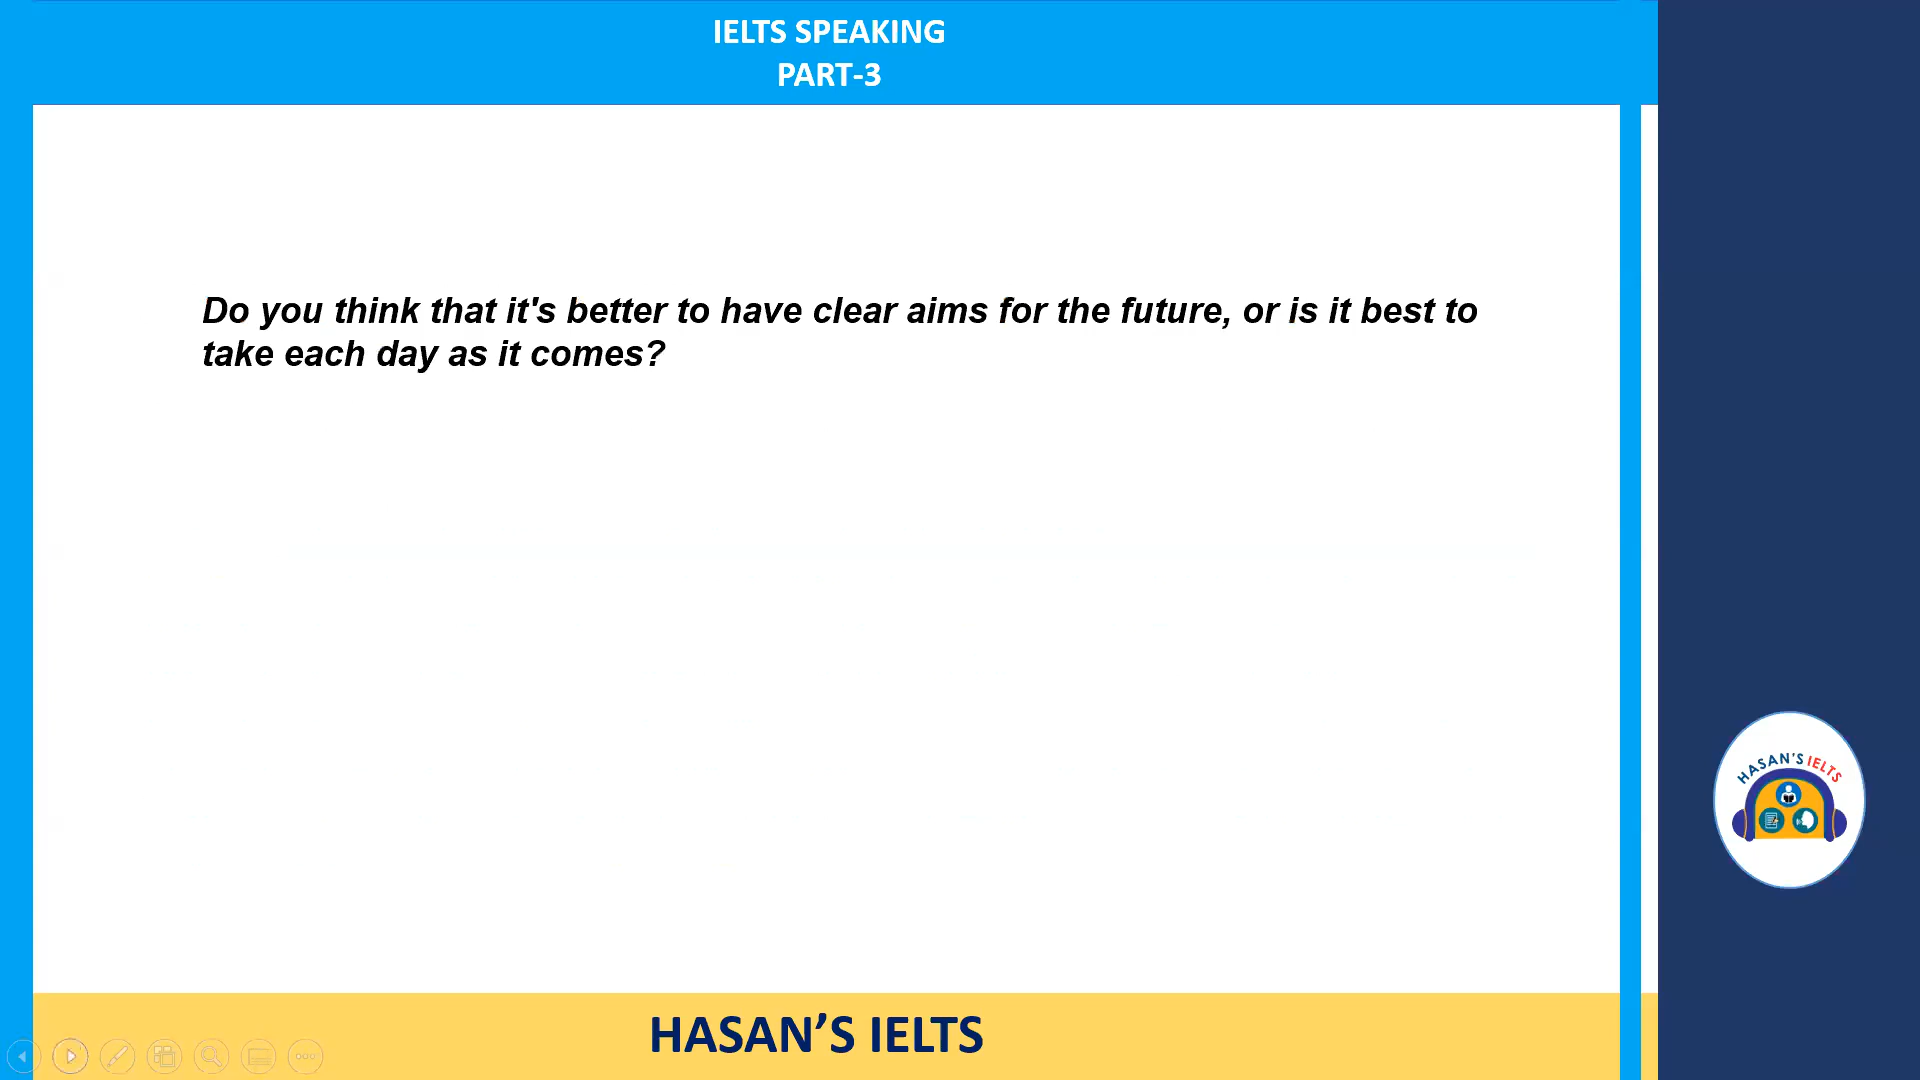 IELTS SPEAKING
PART-3
Do you think that it's better to have clear aims for the future, or is it best to
take each day as it comes?
HASAN'S IELTS
HASAN’S IELTS